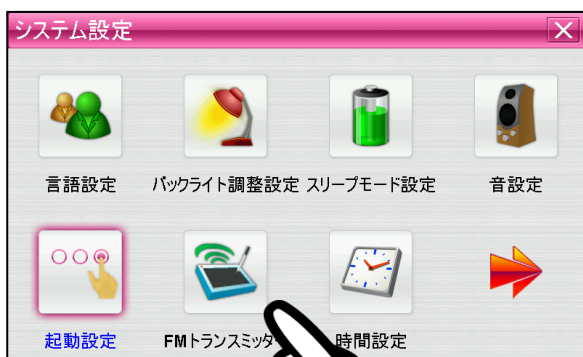 システム設定
言語設定
バックライト調整設定
スリープモード設定
音設定
起動設定
FMトランスミッタ
時間設定